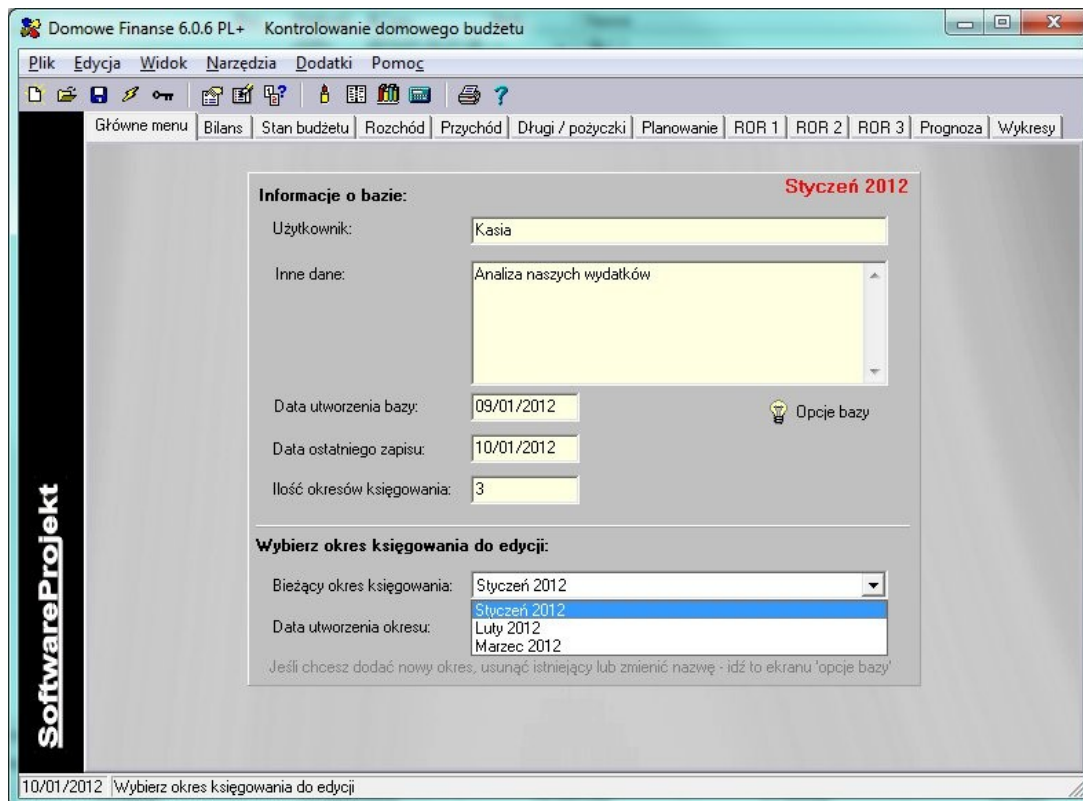 Domowe Finanse 6.0.6 PL+ Kontrolowanie domowego budżetu
Plik Edycja Widok Narzędzia Dodatki Pomoc
Główne menu Bilans Stan budżetu Rozchód Przychód Długi / pożyczki Planowanie ROR 1 ROR 2 ROR 3 Prognoza Wykresy
Informacje o bazie: Styczeń 2012
Użytkownik: Kasia
Inne dane: Analiza naszych wydatków
Data utworzenia bazy: 09/01/2012 Opcje bazy
Data ostatniego zapisu: 10/01/2012
Ilość okresów księgowania: 3
Wybierz okres księgowania do edycji:
Bieżący okres księgowania: Styczeń 2012
Styczeń 2012
Data utworzenia okresu: Luty 2012
Marzec 2012
Jeśli chcesz dodać nowy okres, usunąć istniejący lub zmienić nazwę - idź to ekranu 'opcje bazy'
SoftwareProjekt
10/01/2012 Wybierz okres księgowania do edycji